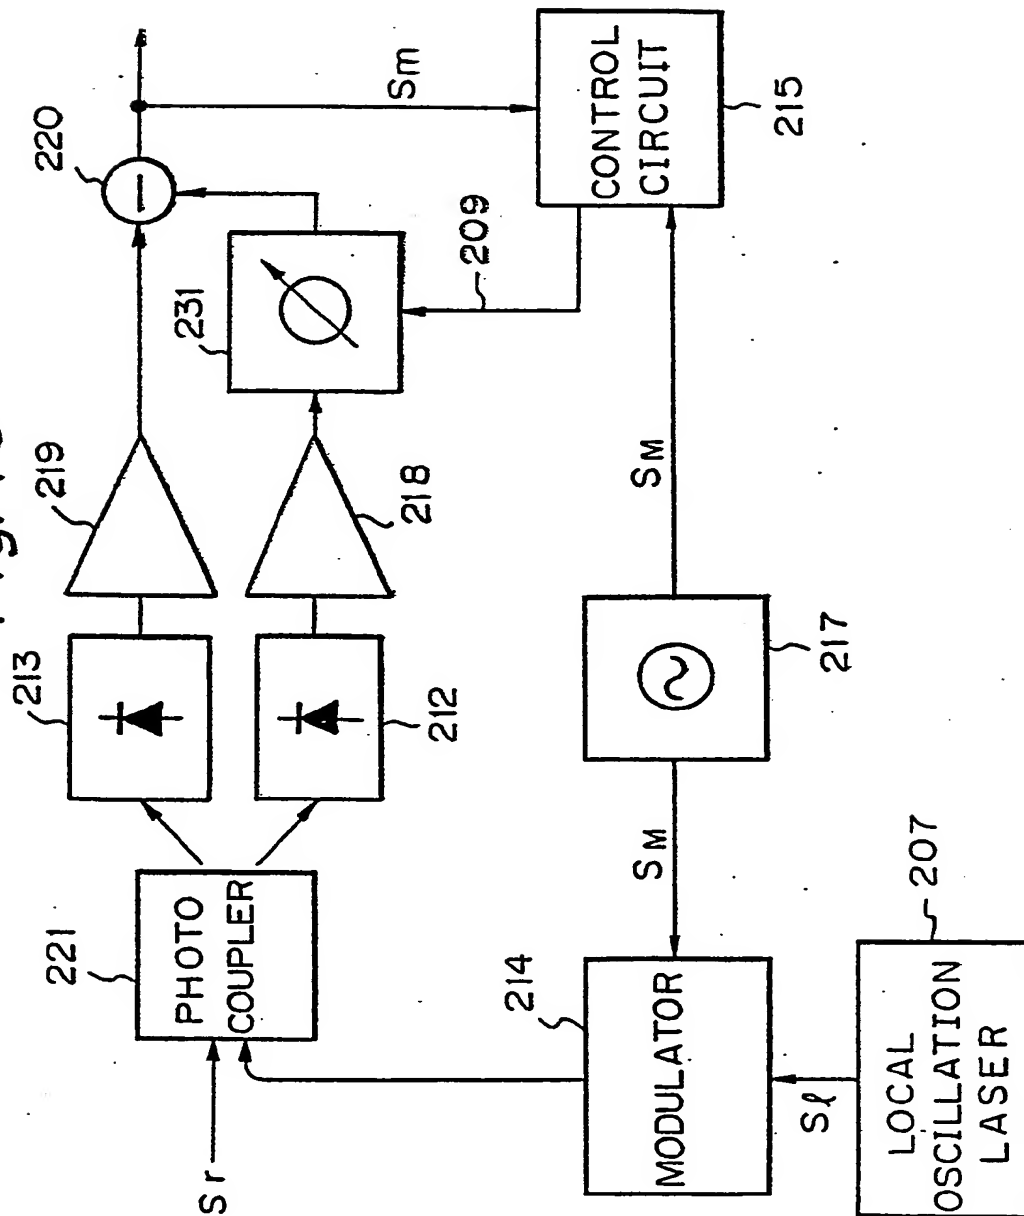 Fig.
220
Sm
CONTROL
CIRCUIT
215
231
209
219
218
SM
213
212
217
221
PHOTO
COUPLER
SM
214
MODULATOR
207
Sr
Sℓ
LOCAL
OSCILLATION
LASER